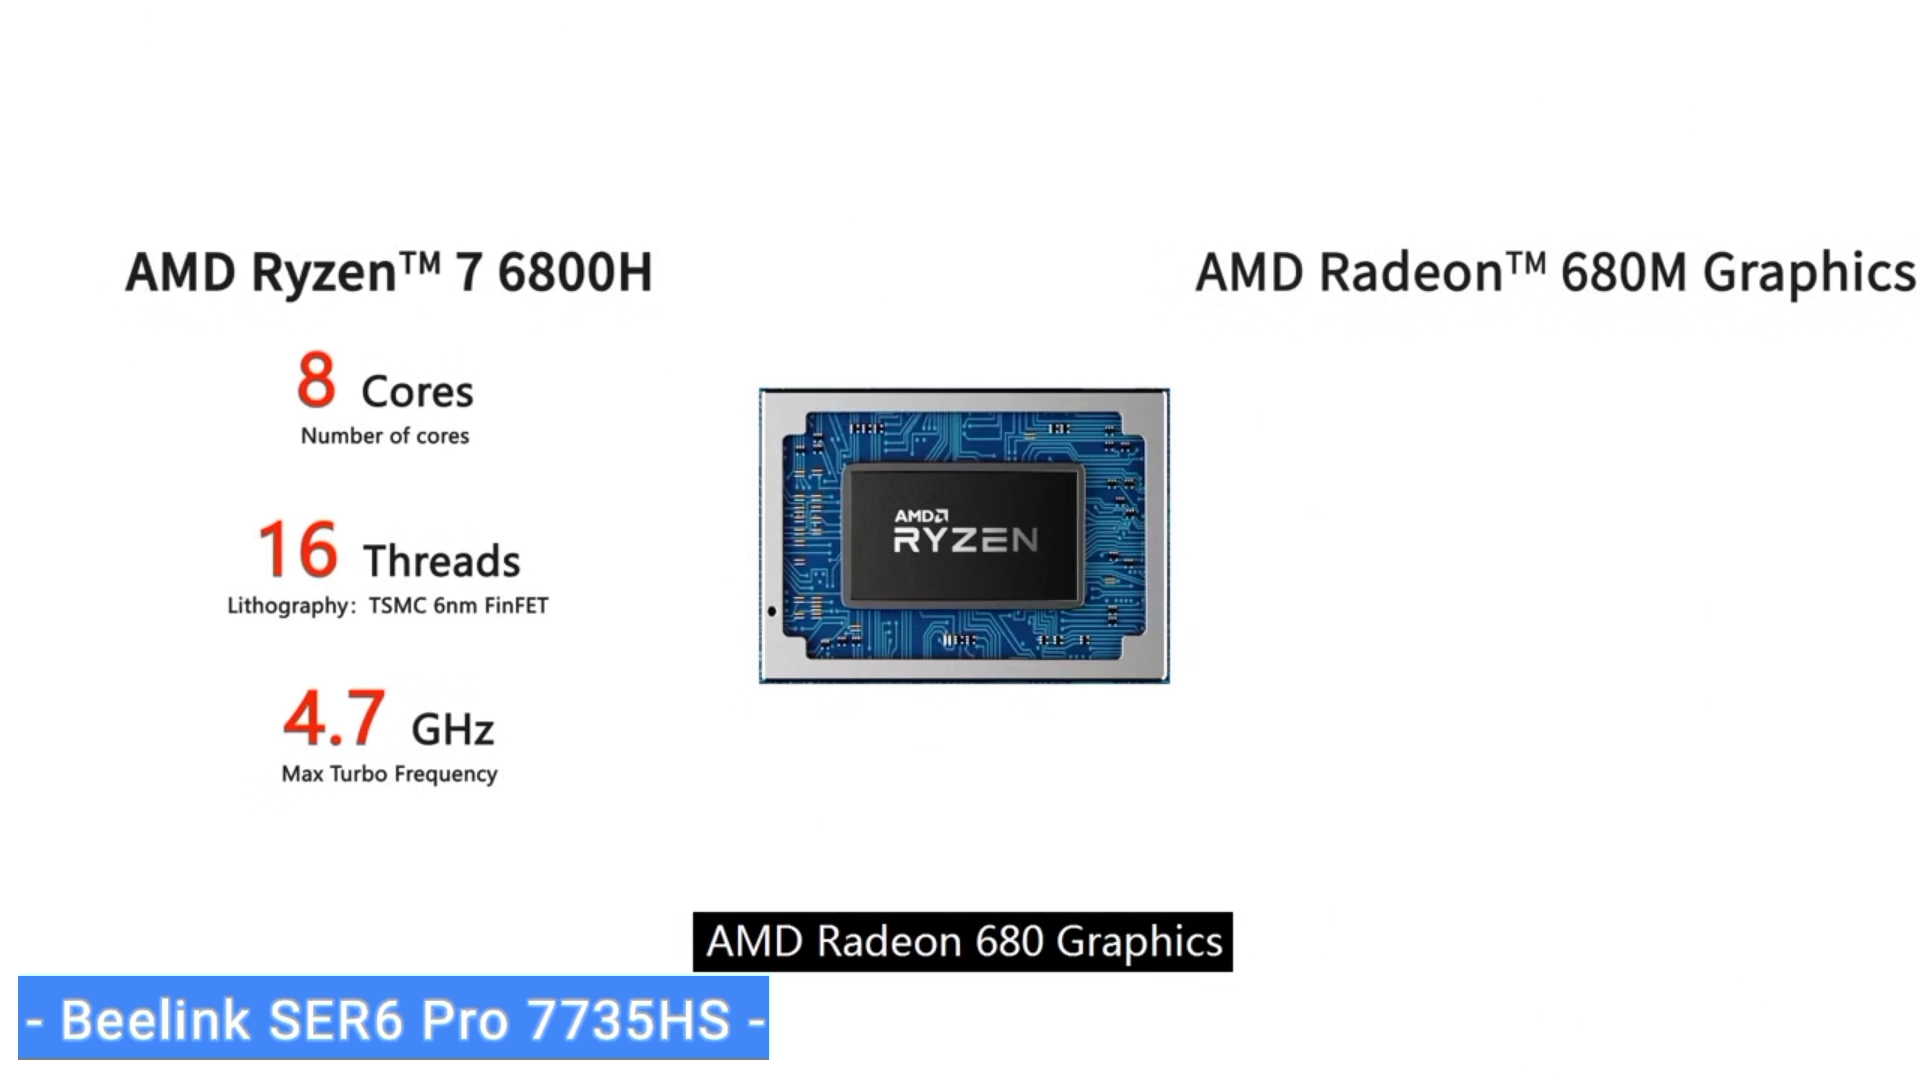 AMD Ryzen™ 7 6800H
8 Cores
Number of cores
16 Threads
Lithography: TSMC 6nm FinFET
4.7 GHz
Max Turbo Frequency
AMD
RYZEN
AMD Radeon™ 680M Graphics
AMD Radeon 680 Graphics
- Beelink SER6 Pro 7735HS -